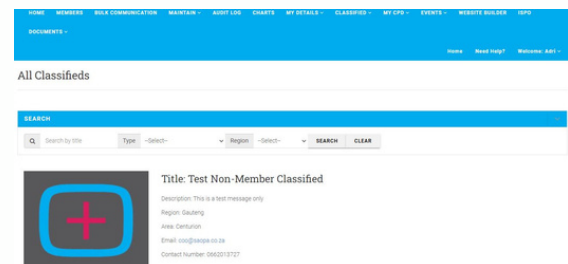 HOME MEMBERS BULK COMMUNICATION MAINTAIN AUDIT LOG CHARTS MY DETAILS CLASSIFIED MY CPD EVENTS WEBSITE BUILDER ISPO
DOCUMENTS
Home Need Help? Welcome: Adri
All Classifieds
SEARCH
Search by title Type --Select-- Region --Select-- SEARCH CLEAR
Title: Test Non-Member Classified
Description: This is a test message only
Region: Gauteng
Area: Centurion
Email: coo@saopa.co.za
Contact Number: 0662013727